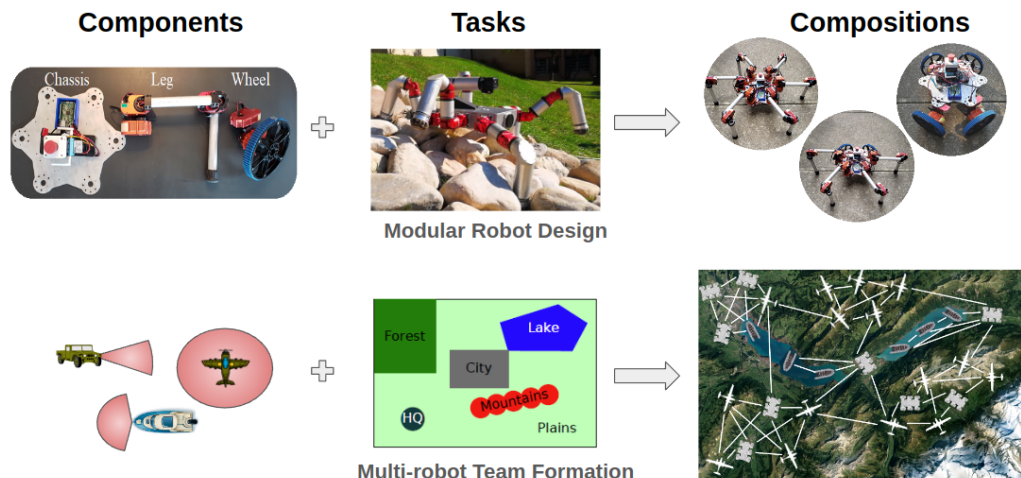 Components
Tasks
Compositions
Chassis
Leg
Wheel
Modular Robot Design
Forest
Lake
City
Mountains
HQ
Plains
Multi-robot Team Formation